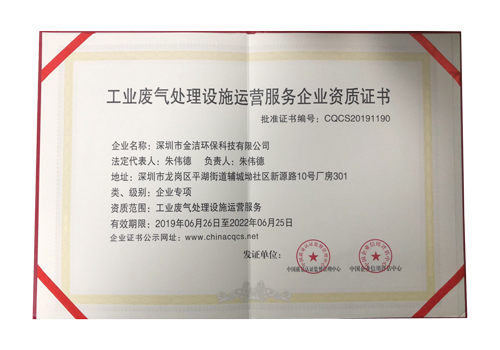 工业废气处理设施运营服务企业资质证书
批准证书编号：CQCS20191190
企业名称：深圳市金洁环保科技有限公司
法定代表人：朱伟德 负责人：朱伟德
地址：深圳市龙岗区平湖街道辅城坳社区新源路10号厂房301
类、级别：企业专项
资质范围：工业废气处理设施运营服务
有效期限：2019年06月26日至2022年06月25日
企业证书公示网址：www.chinacqcs.net
发证单位：